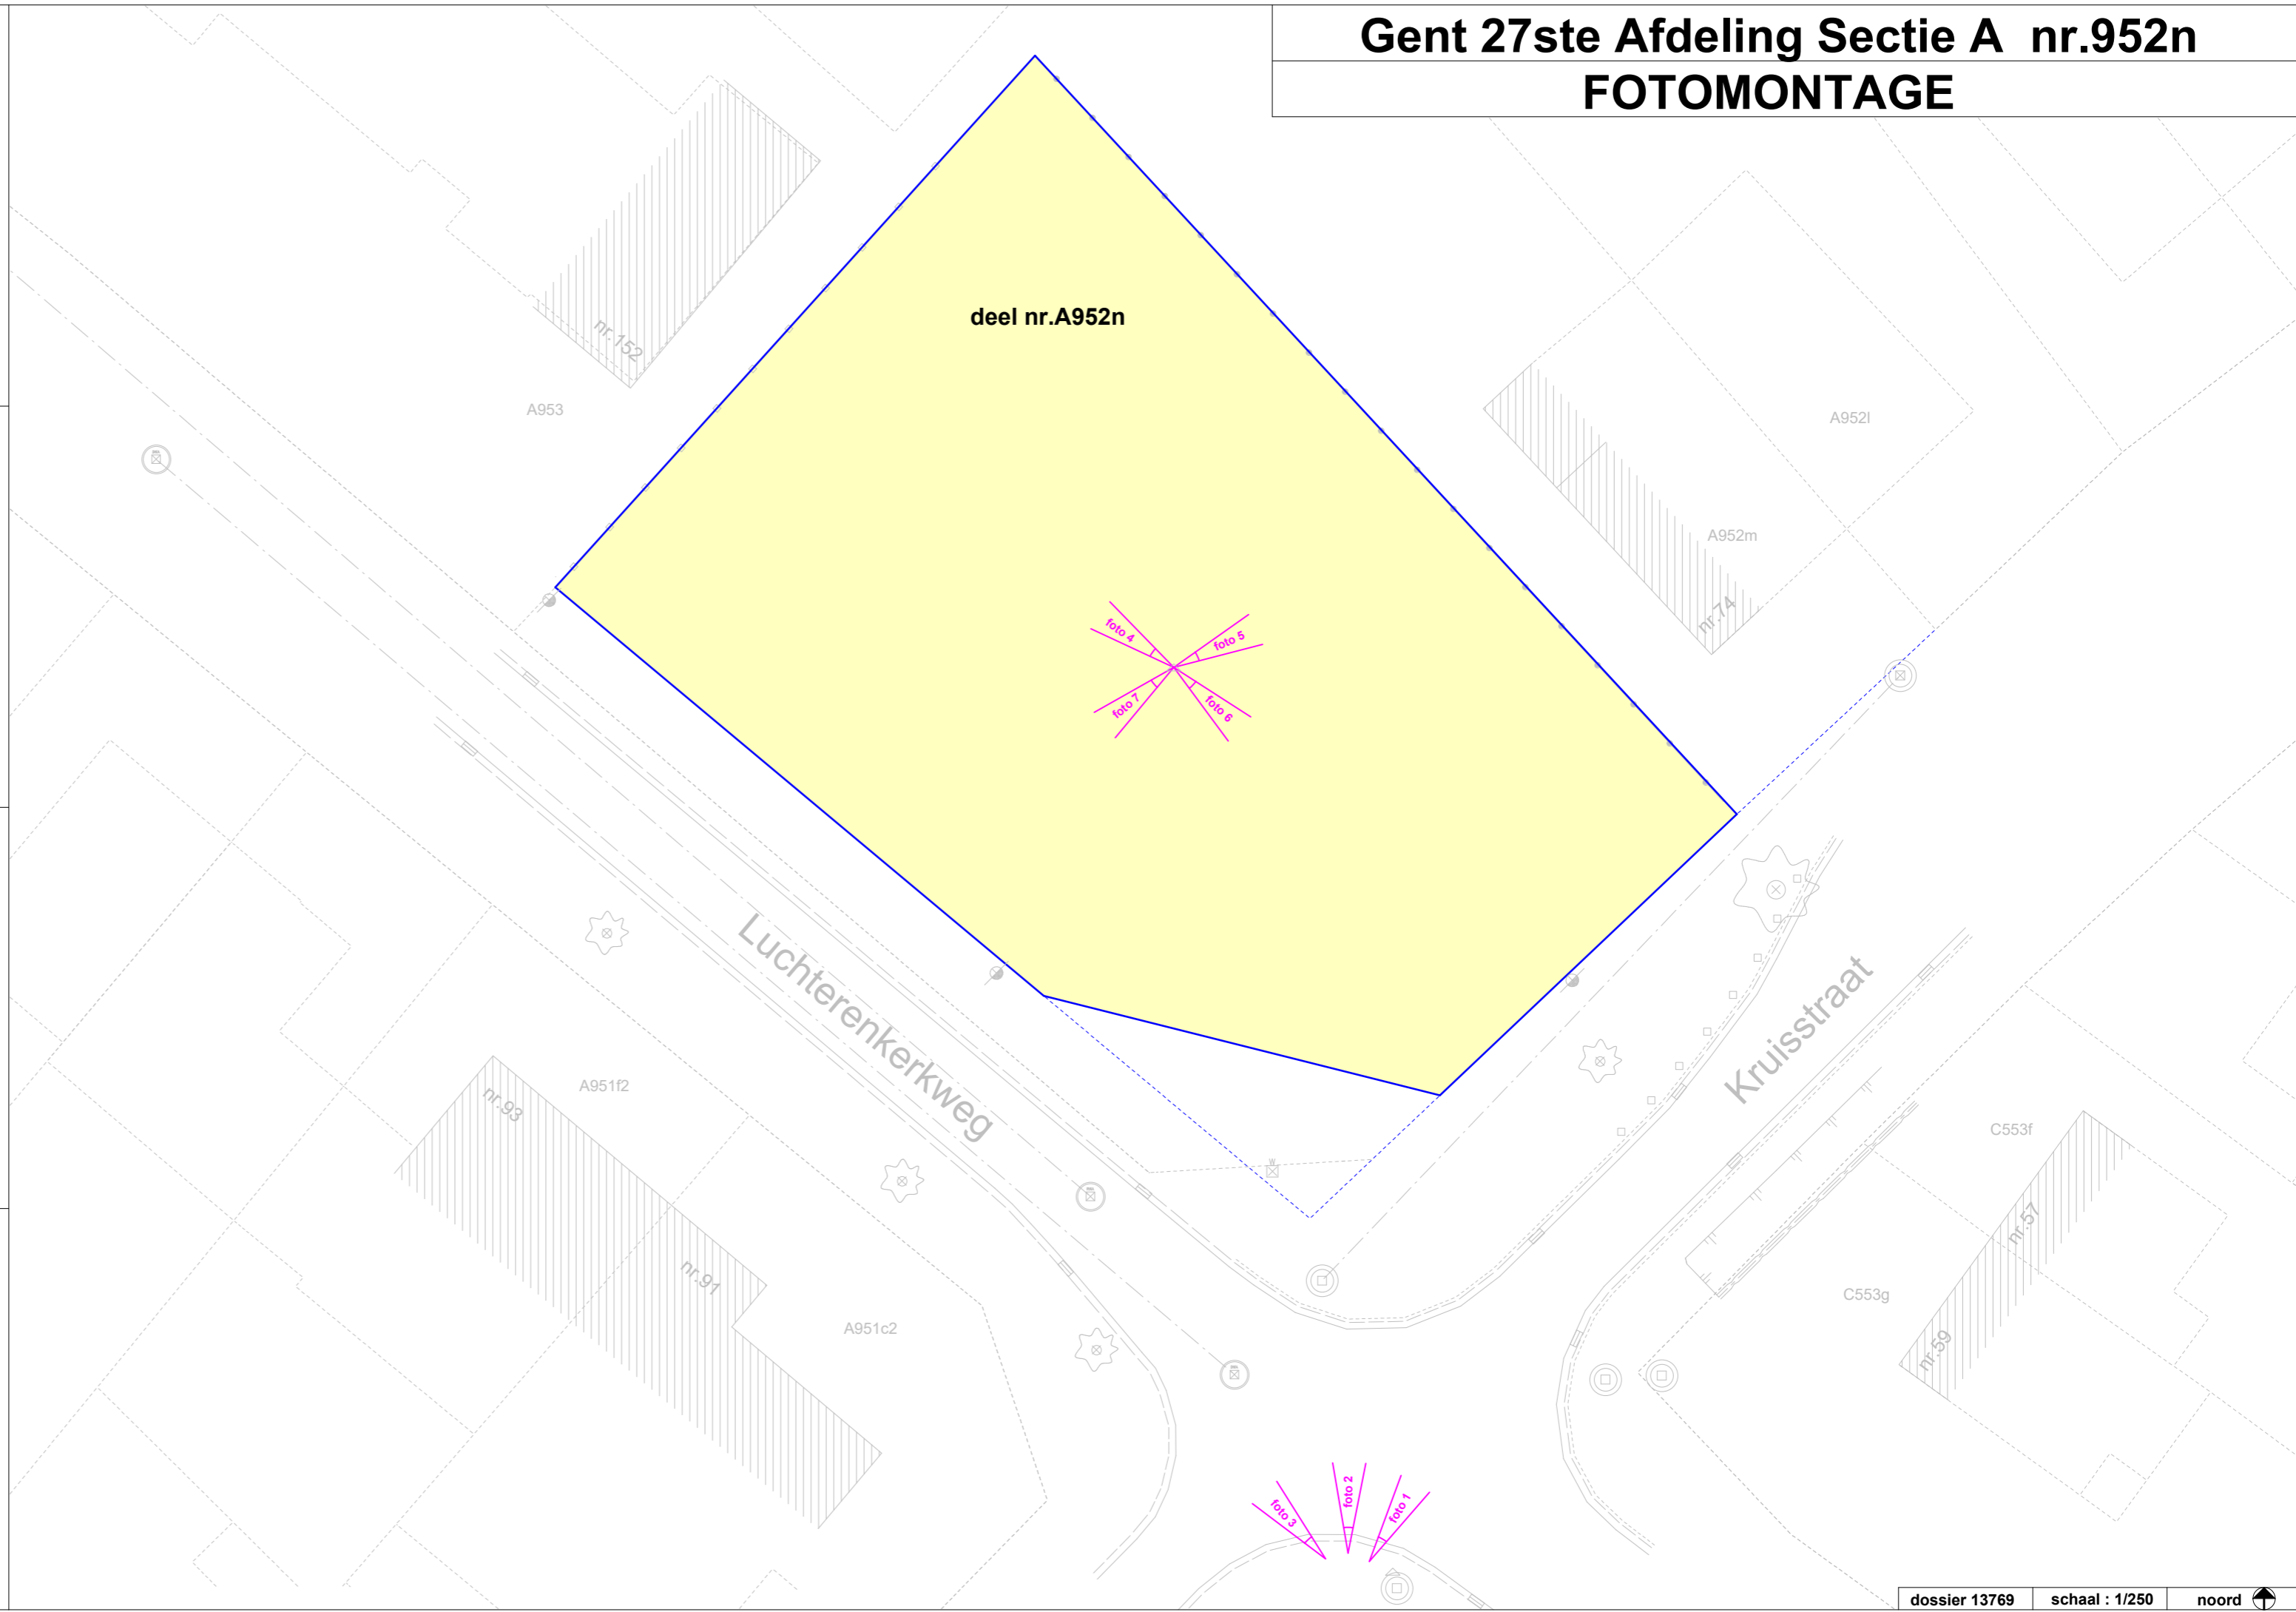 Gent 27ste Afdeling Sectie A nr.952n
FOTOMONTAGE
deel nr.A952n
nr.152
A953
A952l
A952m
nr.74
foto 4
foto 5
foto 7
foto 6
Luchterenkerkweg
Kruisstraat
nr.93
A951f2
nr.91
A951c2
W
C553f
nr.57
C553g
nr.59
foto 3
foto 2
foto 1
dossier 13769
schaal : 1/250
noord